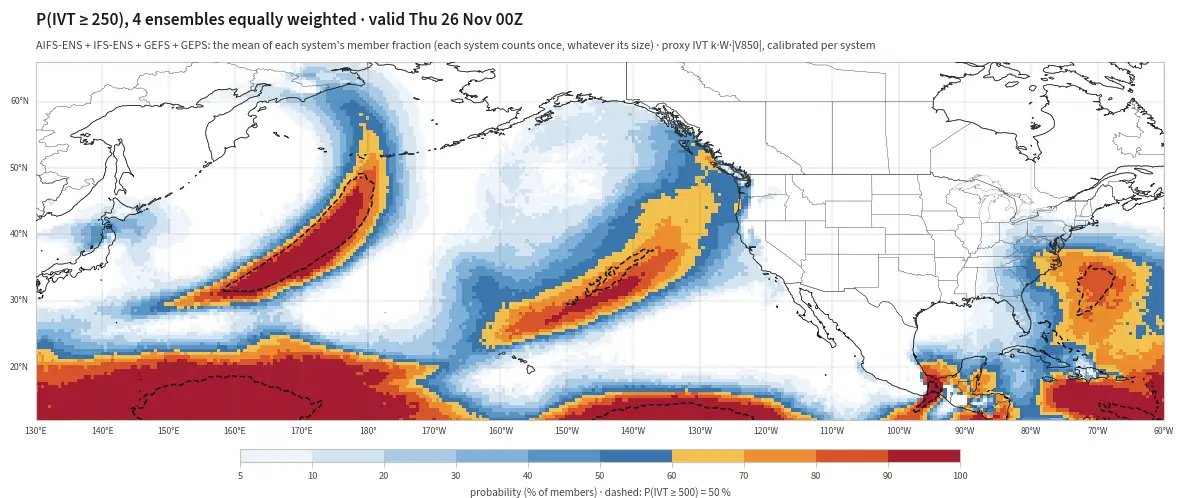 P(IVT ≥ 250), 4 ensembles equally weighted · valid Thu 26 Nov 00Z
AIFS-ENS + IFS-ENS + GEFS + GEPS: the mean of each system's member fraction (each system counts once, whatever its size) · proxy IVT k·W·|V850|, calibrated per system
60°N
50°N
40°N
30°N
20°N
130°E 140°E 150°E 160°E 170°E 180° 170°W 160°W 150°W 140°W 130°W 120°W 110°W 100°W 90°W 80°W 70°W 60°W
5 10 20 30 40 50 60 70 80 90 100
probability (% of members) · dashed: P(IVT ≥ 500) = 50 %